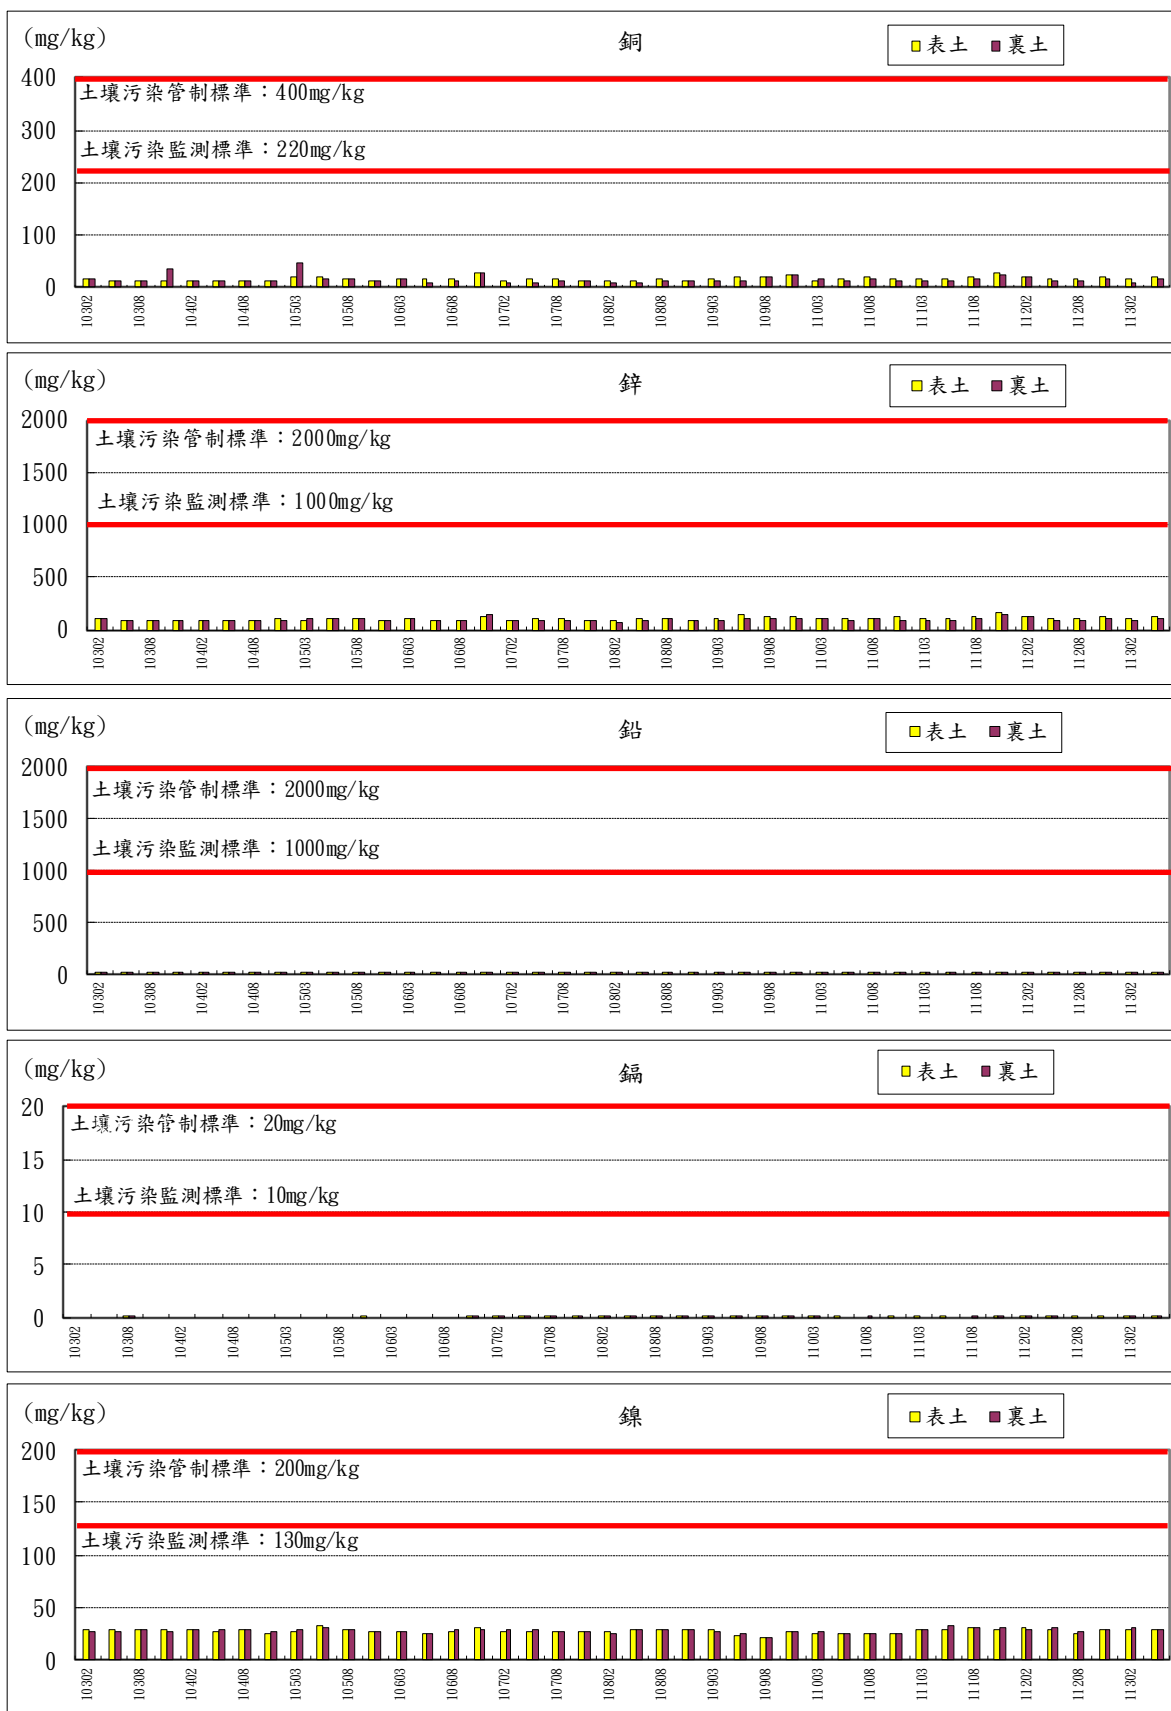 (mg/kg)
銅
表土 裏土
400
土壤污染管制標準：400mg/kg
300
土壤污染監測標準：220mg/kg
200
100
0
10302 10308 10402 10408 10503 10508 10603 10608 10702 10708 10802 10808 10903 10908 11003 11008 11103 11108 11202 11208 11302
(mg/kg)
鋅
表土 裏土
2000
土壤污染管制標準：2000mg/kg
1500
土壤污染監測標準：1000mg/kg
1000
500
0
10302 10308 10402 10408 10503 10508 10603 10608 10702 10708 10802 10808 10903 10908 11003 11008 11103 11108 11202 11208 11302
(mg/kg)
鉛
表土 裏土
2000
土壤污染管制標準：2000mg/kg
1500
土壤污染監測標準：1000mg/kg
1000
500
0
10302 10308 10402 10408 10503 10508 10603 10608 10702 10708 10802 10808 10903 10908 11003 11008 11103 11108 11202 11208 11302
(mg/kg)
鎘
表土 裏土
20
土壤污染管制標準：20mg/kg
15
土壤污染監測標準：10mg/kg
10
5
0
10302 10308 10402 10408 10503 10508 10603 10608 10702 10708 10802 10808 10903 10908 11003 11008 11103 11108 11202 11208 11302
(mg/kg)
鎳
表土 裏土
200
土壤污染管制標準：200mg/kg
150
土壤污染監測標準：130mg/kg
100
50
0
10302 10308 10402 10408 10503 10508 10603 10608 10702 10708 10802 10808 10903 10908 11003 11008 11103 11108 11202 11208 11302